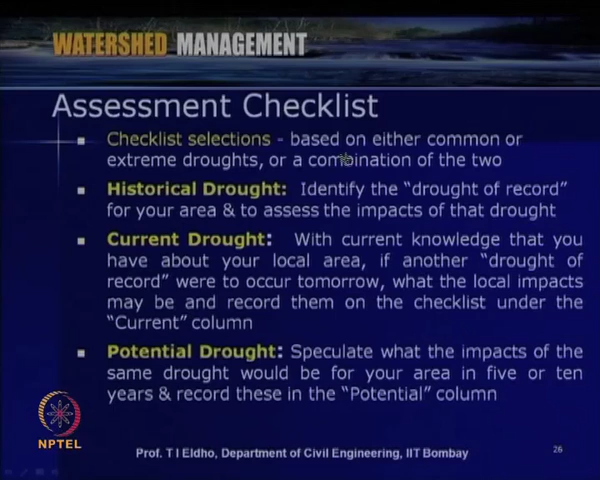 WATERSHED MANAGEMENT
Assessment Checklist
Checklist selections - based on either common or
extreme droughts, or a combination of the two
Historical Drought: Identify the “drought of record”
for your area & to assess the impacts of that drought
Current Drought: With current knowledge that you
have about your local area, if another “drought of
record” were to occur tomorrow, what the local impacts
may be and record them on the checklist under the
“Current” column
Potential Drought: Speculate what the impacts of the
same drought would be for your area in five or ten
years & record these in the “Potential” column
NPTEL
Prof. T I Eldho, Department of Civil Engineering, IIT Bombay
26